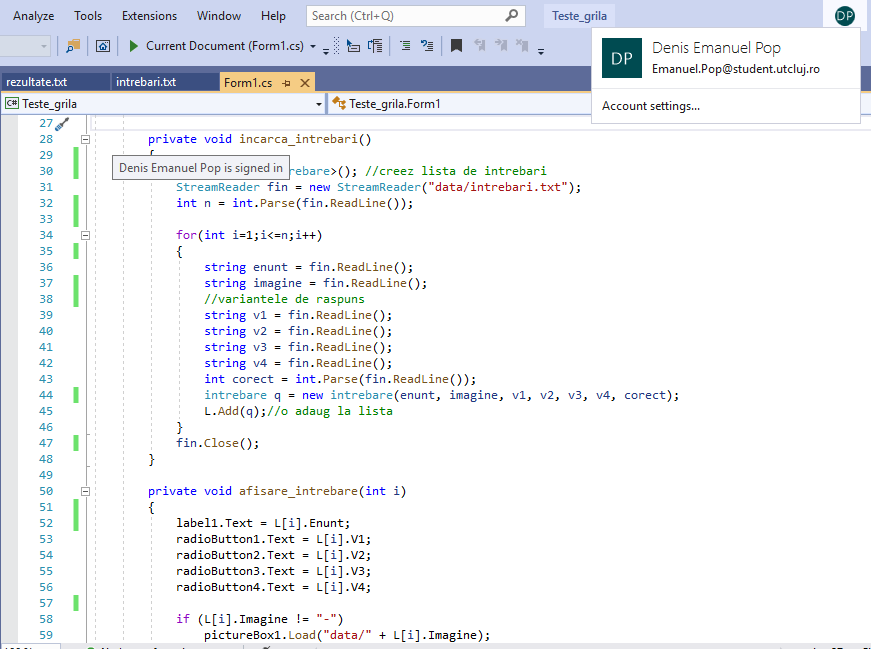 Analyze Tools Extensions Window Help Search (Ctrl+Q) Teste_grila DP
Current Document (Form1.cs)
DP Denis Emanuel Pop
Emanuel.Pop@student.utcluj.ro
Account settings...
rezultate.txt intrebari.txt Form1.cs
C# Teste_grila Teste_grila.Form1
27
28 private void incarca_intrebari()
29 {
Denis Emanuel Pop is signed in
30 rebare>(); //creez lista de intrebari
31 StreamReader fin = new StreamReader("data/intrebari.txt");
32 int n = int.Parse(fin.ReadLine());
33
34 for(int i=1;i<=n;i++)
35 {
36 string enunt = fin.ReadLine();
37 string imagine = fin.ReadLine();
38 //variantele de raspuns
39 string v1 = fin.ReadLine();
40 string v2 = fin.ReadLine();
41 string v3 = fin.ReadLine();
42 string v4 = fin.ReadLine();
43 int corect = int.Parse(fin.ReadLine());
44 intrebare q = new intrebare(enunt, imagine, v1, v2, v3, v4, corect);
45 L.Add(q);//o adaug la lista
46 }
47 fin.Close();
48 }
49
50 private void afisare_intrebare(int i)
51 {
52 label1.Text = L[i].Enunt;
53 radioButton1.Text = L[i].V1;
54 radioButton2.Text = L[i].V2;
55 radioButton3.Text = L[i].V3;
56 radioButton4.Text = L[i].V4;
57
58 if (L[i].Imagine != "-")
59 pictureBox1.Load("data/" + L[i].Imagine);